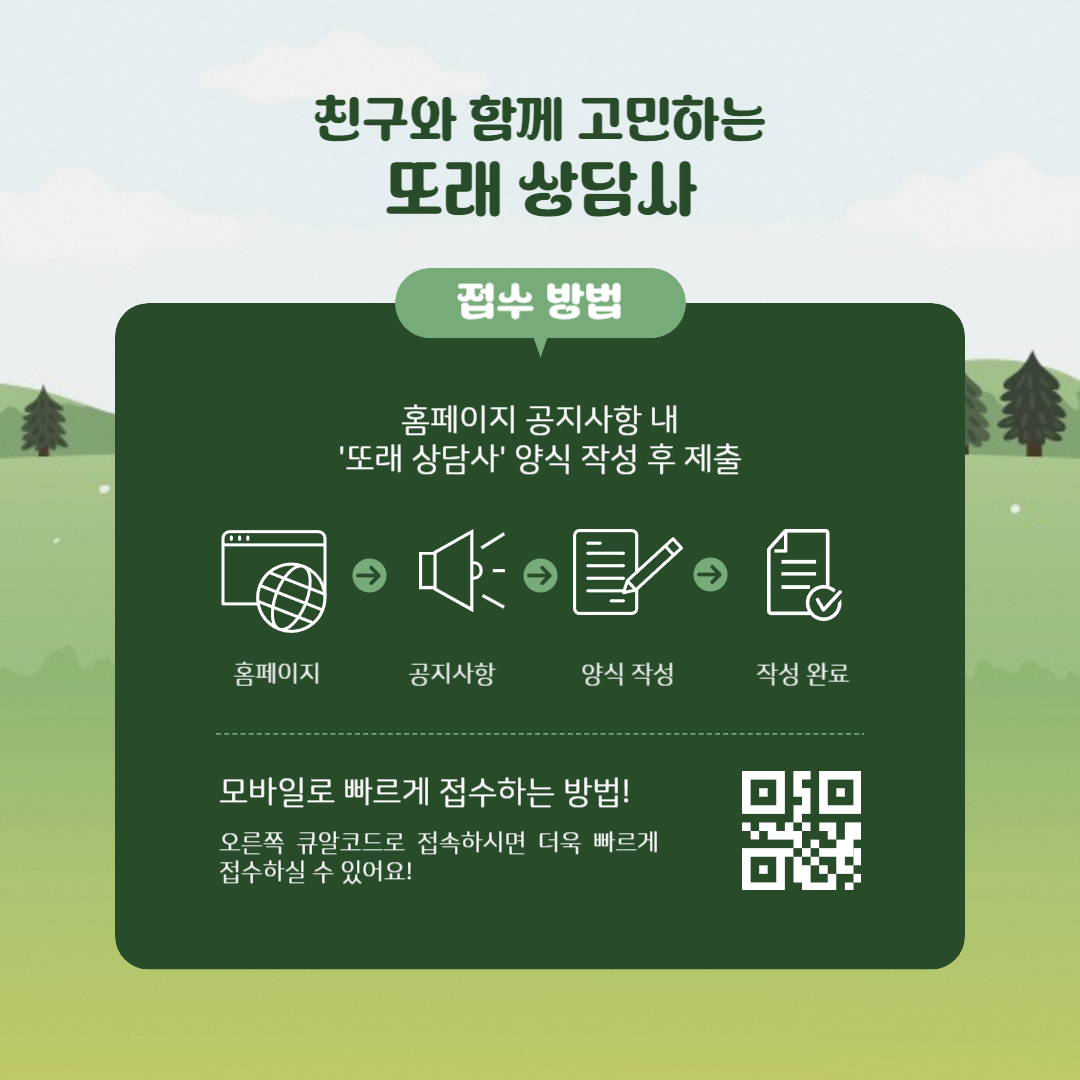 친구와 함께 고민하는
또래 상담사
접수 방법
홈페이지 공지사항 내
'또래 상담사' 양식 작성 후 제출
홈페이지
공지사항
양식 작성
작성 완료
모바일로 빠르게 접수하는 방법!
오른쪽 큐알코드로 접속하시면 더욱 빠르게
접수하실 수 있어요!